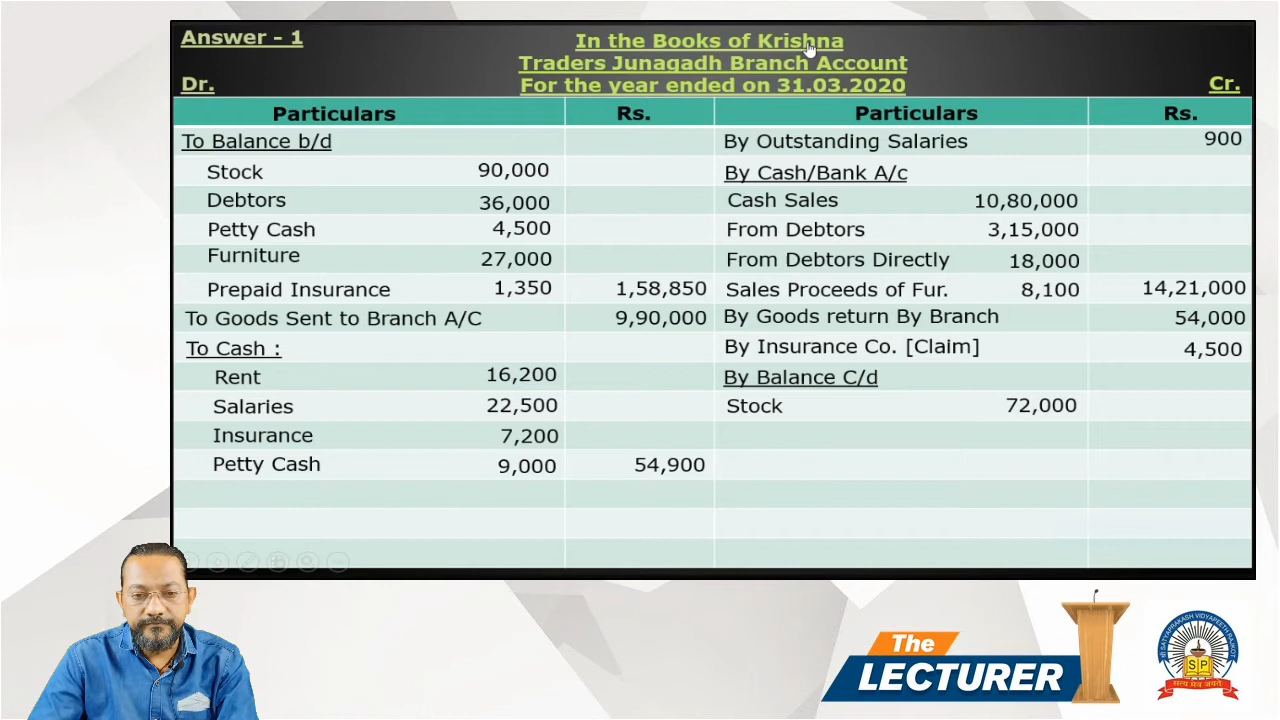 Answer - 1
In the Books of Krishna
Traders Junagadh Branch Account
Dr.
For the year ended on 31.03.2020
Cr.
Particulars Rs. Particulars Rs.
To Balance b/d By Outstanding Salaries 900
Stock 90,000 By Cash/Bank A/c
Debtors 36,000 Cash Sales 10,80,000
Petty Cash 4,500 From Debtors 3,15,000
Furniture 27,000 From Debtors Directly 18,000
Prepaid Insurance 1,350 1,58,850 Sales Proceeds of Fur. 8,100 14,21,000
To Goods Sent to Branch A/C 9,90,000 By Goods return By Branch 54,000
To Cash : By Insurance Co. [Claim] 4,500
Rent 16,200 By Balance C/d
Salaries 22,500 Stock 72,000
Insurance 7,200
Petty Cash 9,000 54,900
The
LECTURER
SP
सत्य मेव जयते